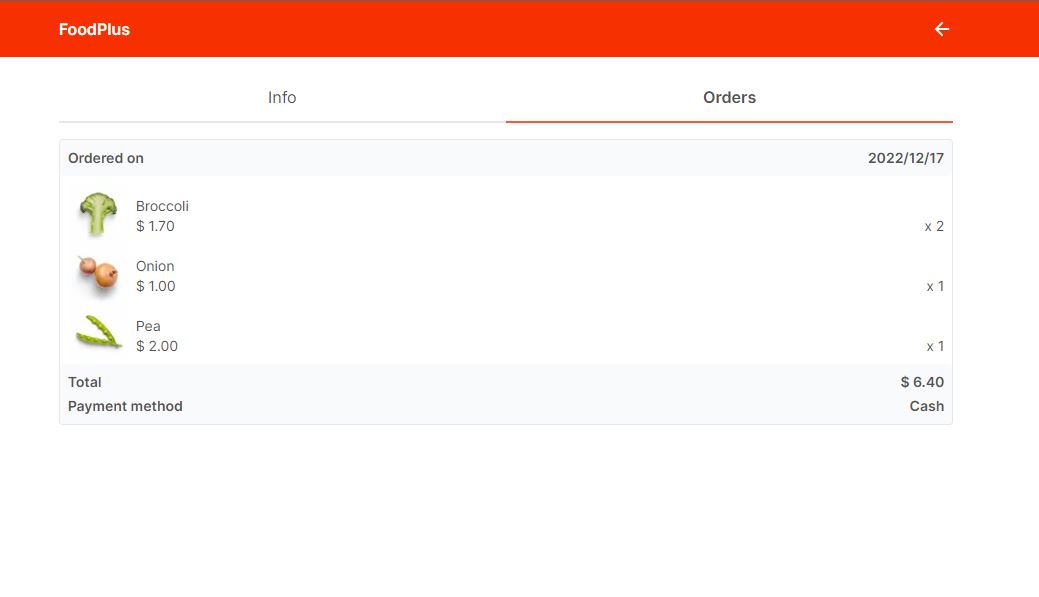 FoodPlus
Info Orders
Ordered on 2022/12/17
Broccoli
$ 1.70 x 2
Onion
$ 1.00 x 1
Pea
$ 2.00 x 1
Total $ 6.40
Payment method Cash